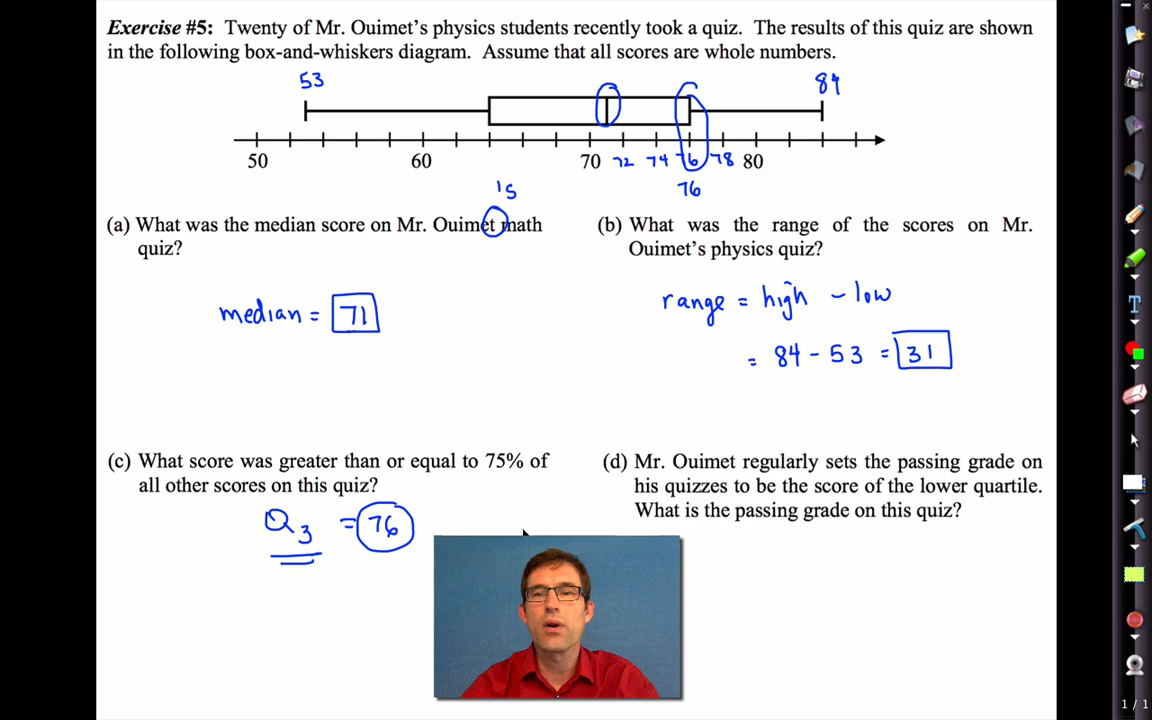 Exercise #5: Twenty of Mr. Ouimet's physics students recently took a quiz. The results of this quiz are shown
in the following box-and-whiskers diagram. Assume that all scores are whole numbers.
53 84
50 60 70 72 74 76 78 80
76
's
(a) What was the median score on Mr. Ouimet math
quiz?
median = 71
(b) What was the range of the scores on Mr.
Ouimet's physics quiz?
range = high - low
= 84 - 53 = 31
(c) What score was greater than or equal to 75% of
all other scores on this quiz?
Q3 = 76
(d) Mr. Ouimet regularly sets the passing grade on
his quizzes to be the score of the lower quartile.
What is the passing grade on this quiz?
T
1 / 1